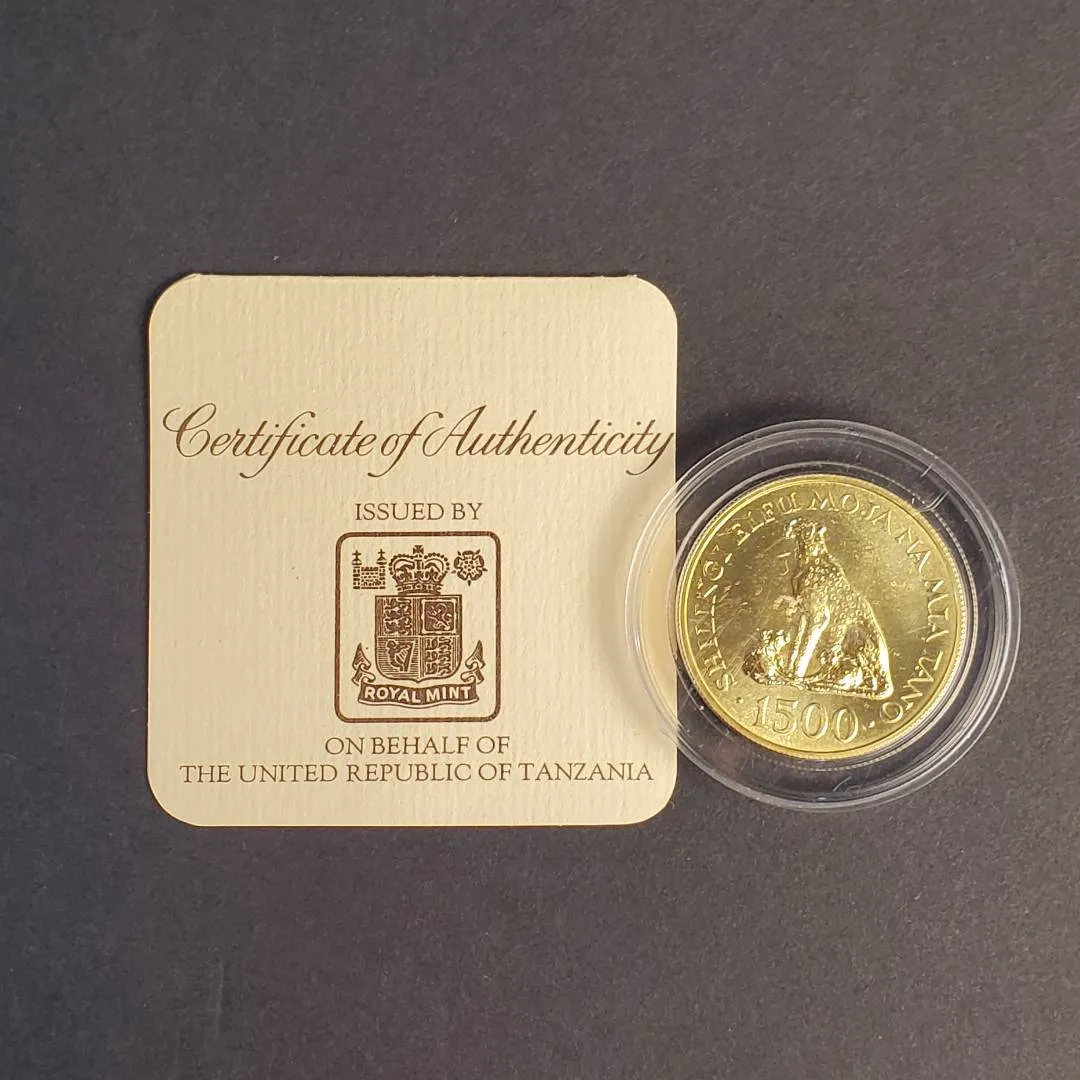 Certificate of Authenticity
ISSUED BY
ROYAL MINT
ON BEHALF OF
THE UNITED REPUBLIC OF TANZANIA
SHILINGI ELFU MOJA NA MIA TANO
1500